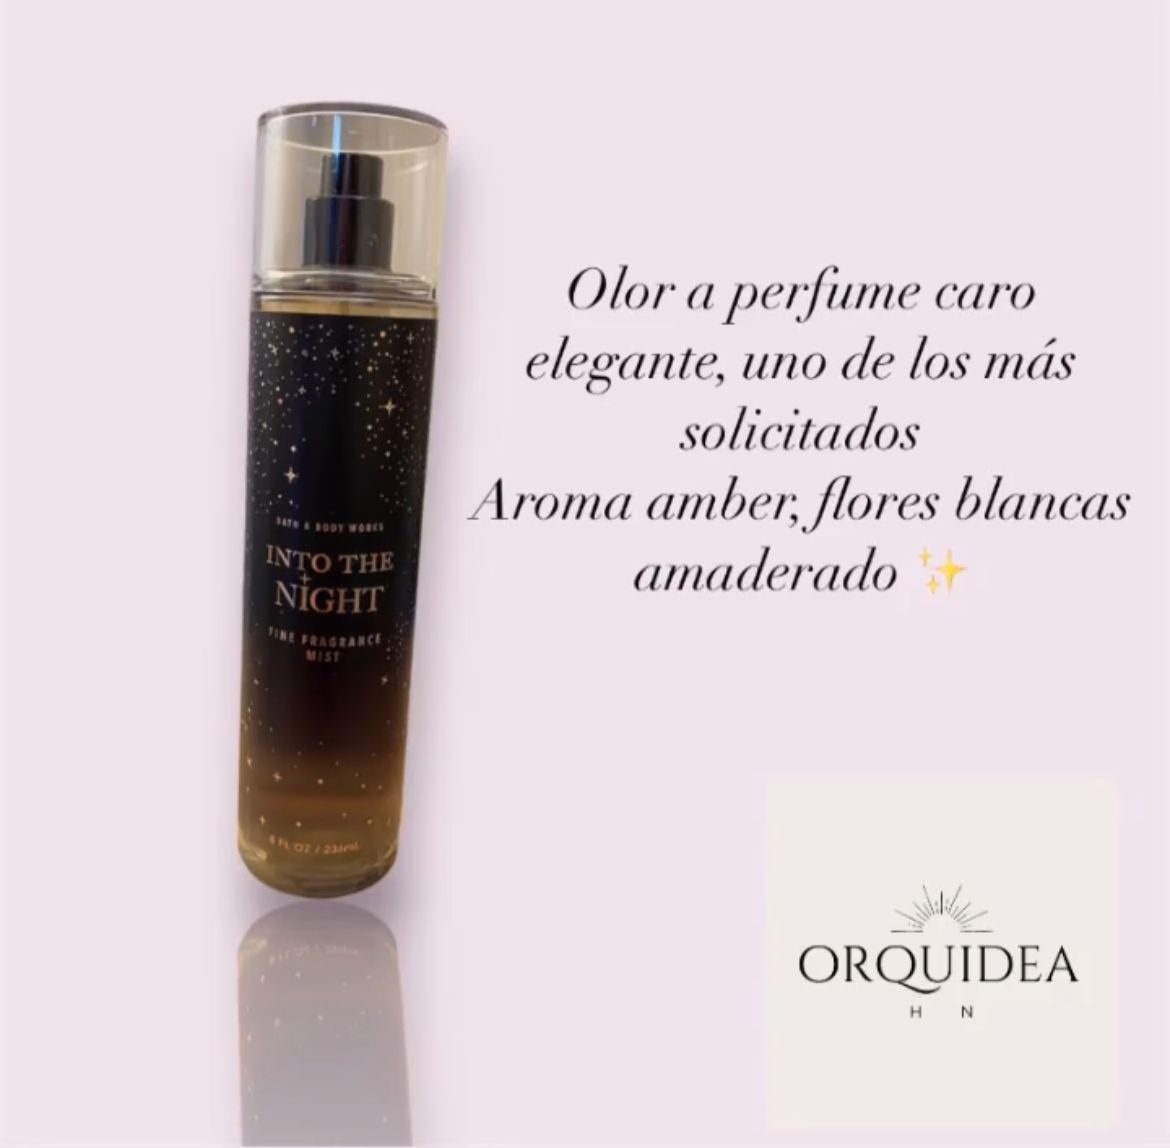 BATH & BODY WORKS
INTO THE
NIGHT
FINE FRAGRANCE
MIST
8 FL OZ / 236mL
Olor a perfume caro
elegante, uno de los más
solicitados
Aroma amber, flores blancas
amaderado ✨
ORQUIDEA
H N